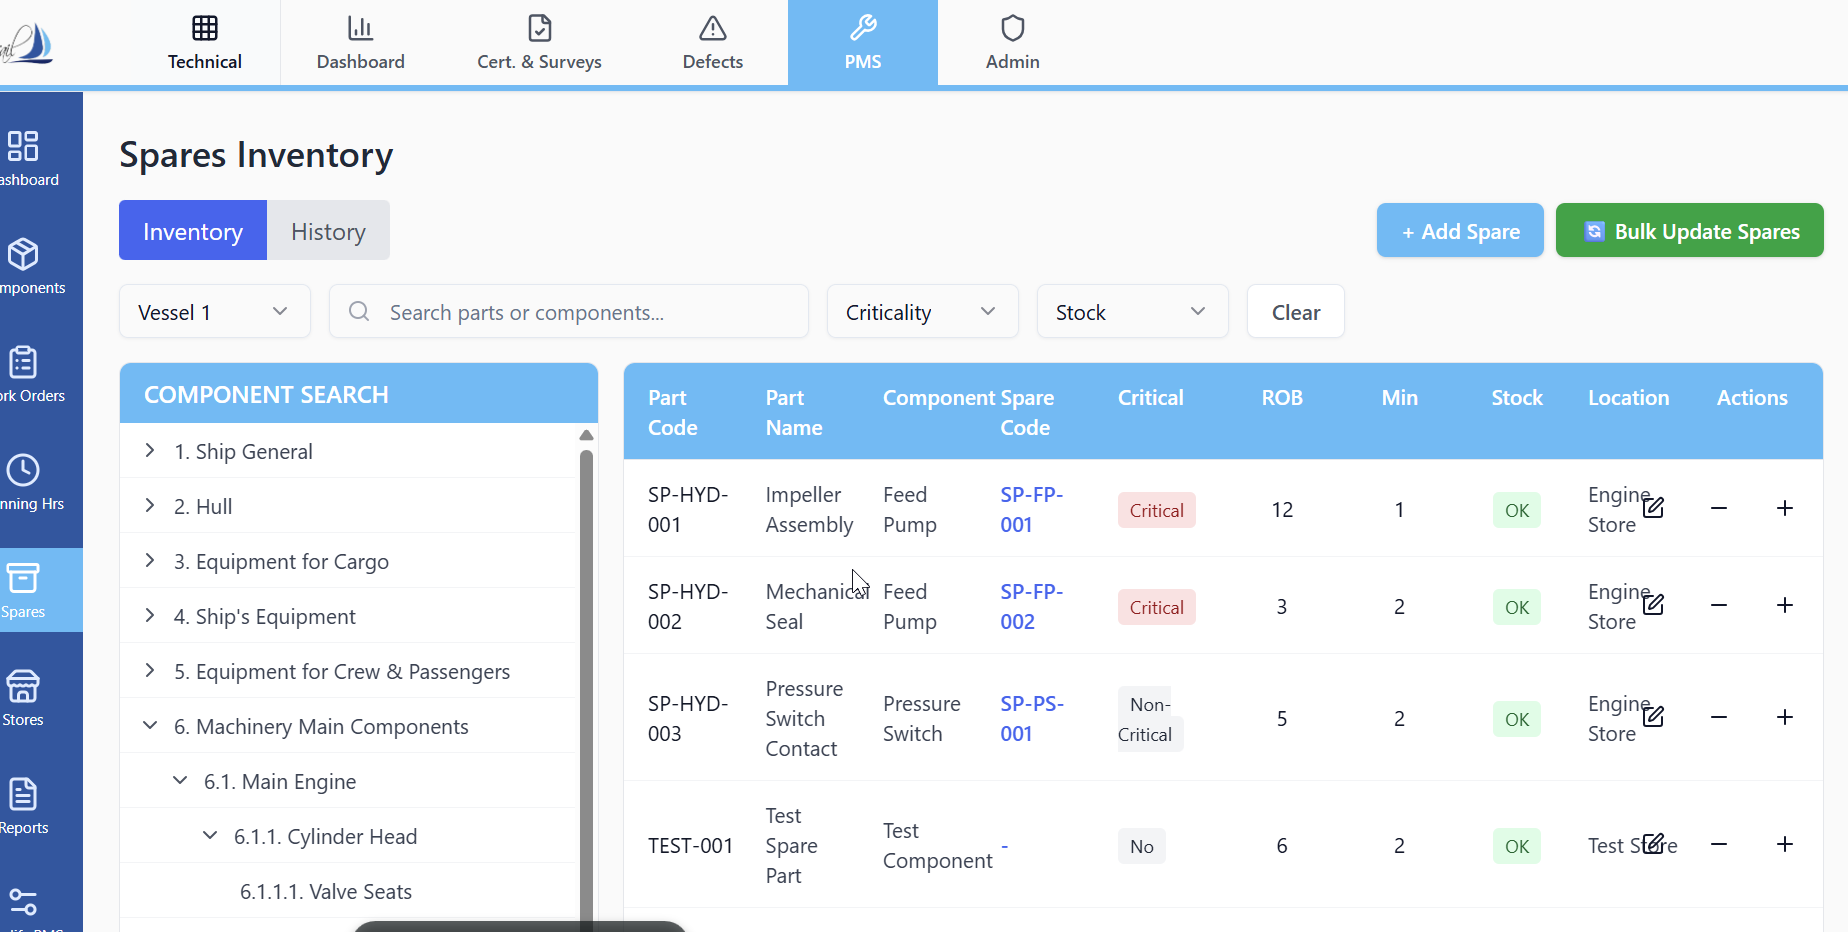 ail
Technical
Dashboard
Cert. & Surveys
Defects
PMS
Admin
ashboard
mponents
ork Orders
nning Hrs
Spares
Stores
Reports
Spares Inventory
Inventory
History
+ Add Spare
Bulk Update Spares
Vessel 1
Search parts or components...
Criticality
Stock
Clear
COMPONENT SEARCH
1. Ship General
2. Hull
3. Equipment for Cargo
4. Ship's Equipment
5. Equipment for Crew & Passengers
6. Machinery Main Components
6.1. Main Engine
6.1.1. Cylinder Head
6.1.1.1. Valve Seats
Part
Code
Part
Name
Component
Spare
Code
Critical
ROB
Min
Stock
Location
Actions
SP-HYD-
001
Impeller
Assembly
Feed
Pump
SP-FP-
001
Critical
12
1
OK
Engine
Store
SP-HYD-
002
Mechanical
Seal
Feed
Pump
SP-FP-
002
Critical
3
2
OK
Engine
Store
SP-HYD-
003
Pressure
Switch
Contact
Pressure
Switch
SP-PS-
001
Non-
Critical
5
2
OK
Engine
Store
TEST-001
Test
Spare
Part
Test
Component
-
No
6
2
OK
Test Store